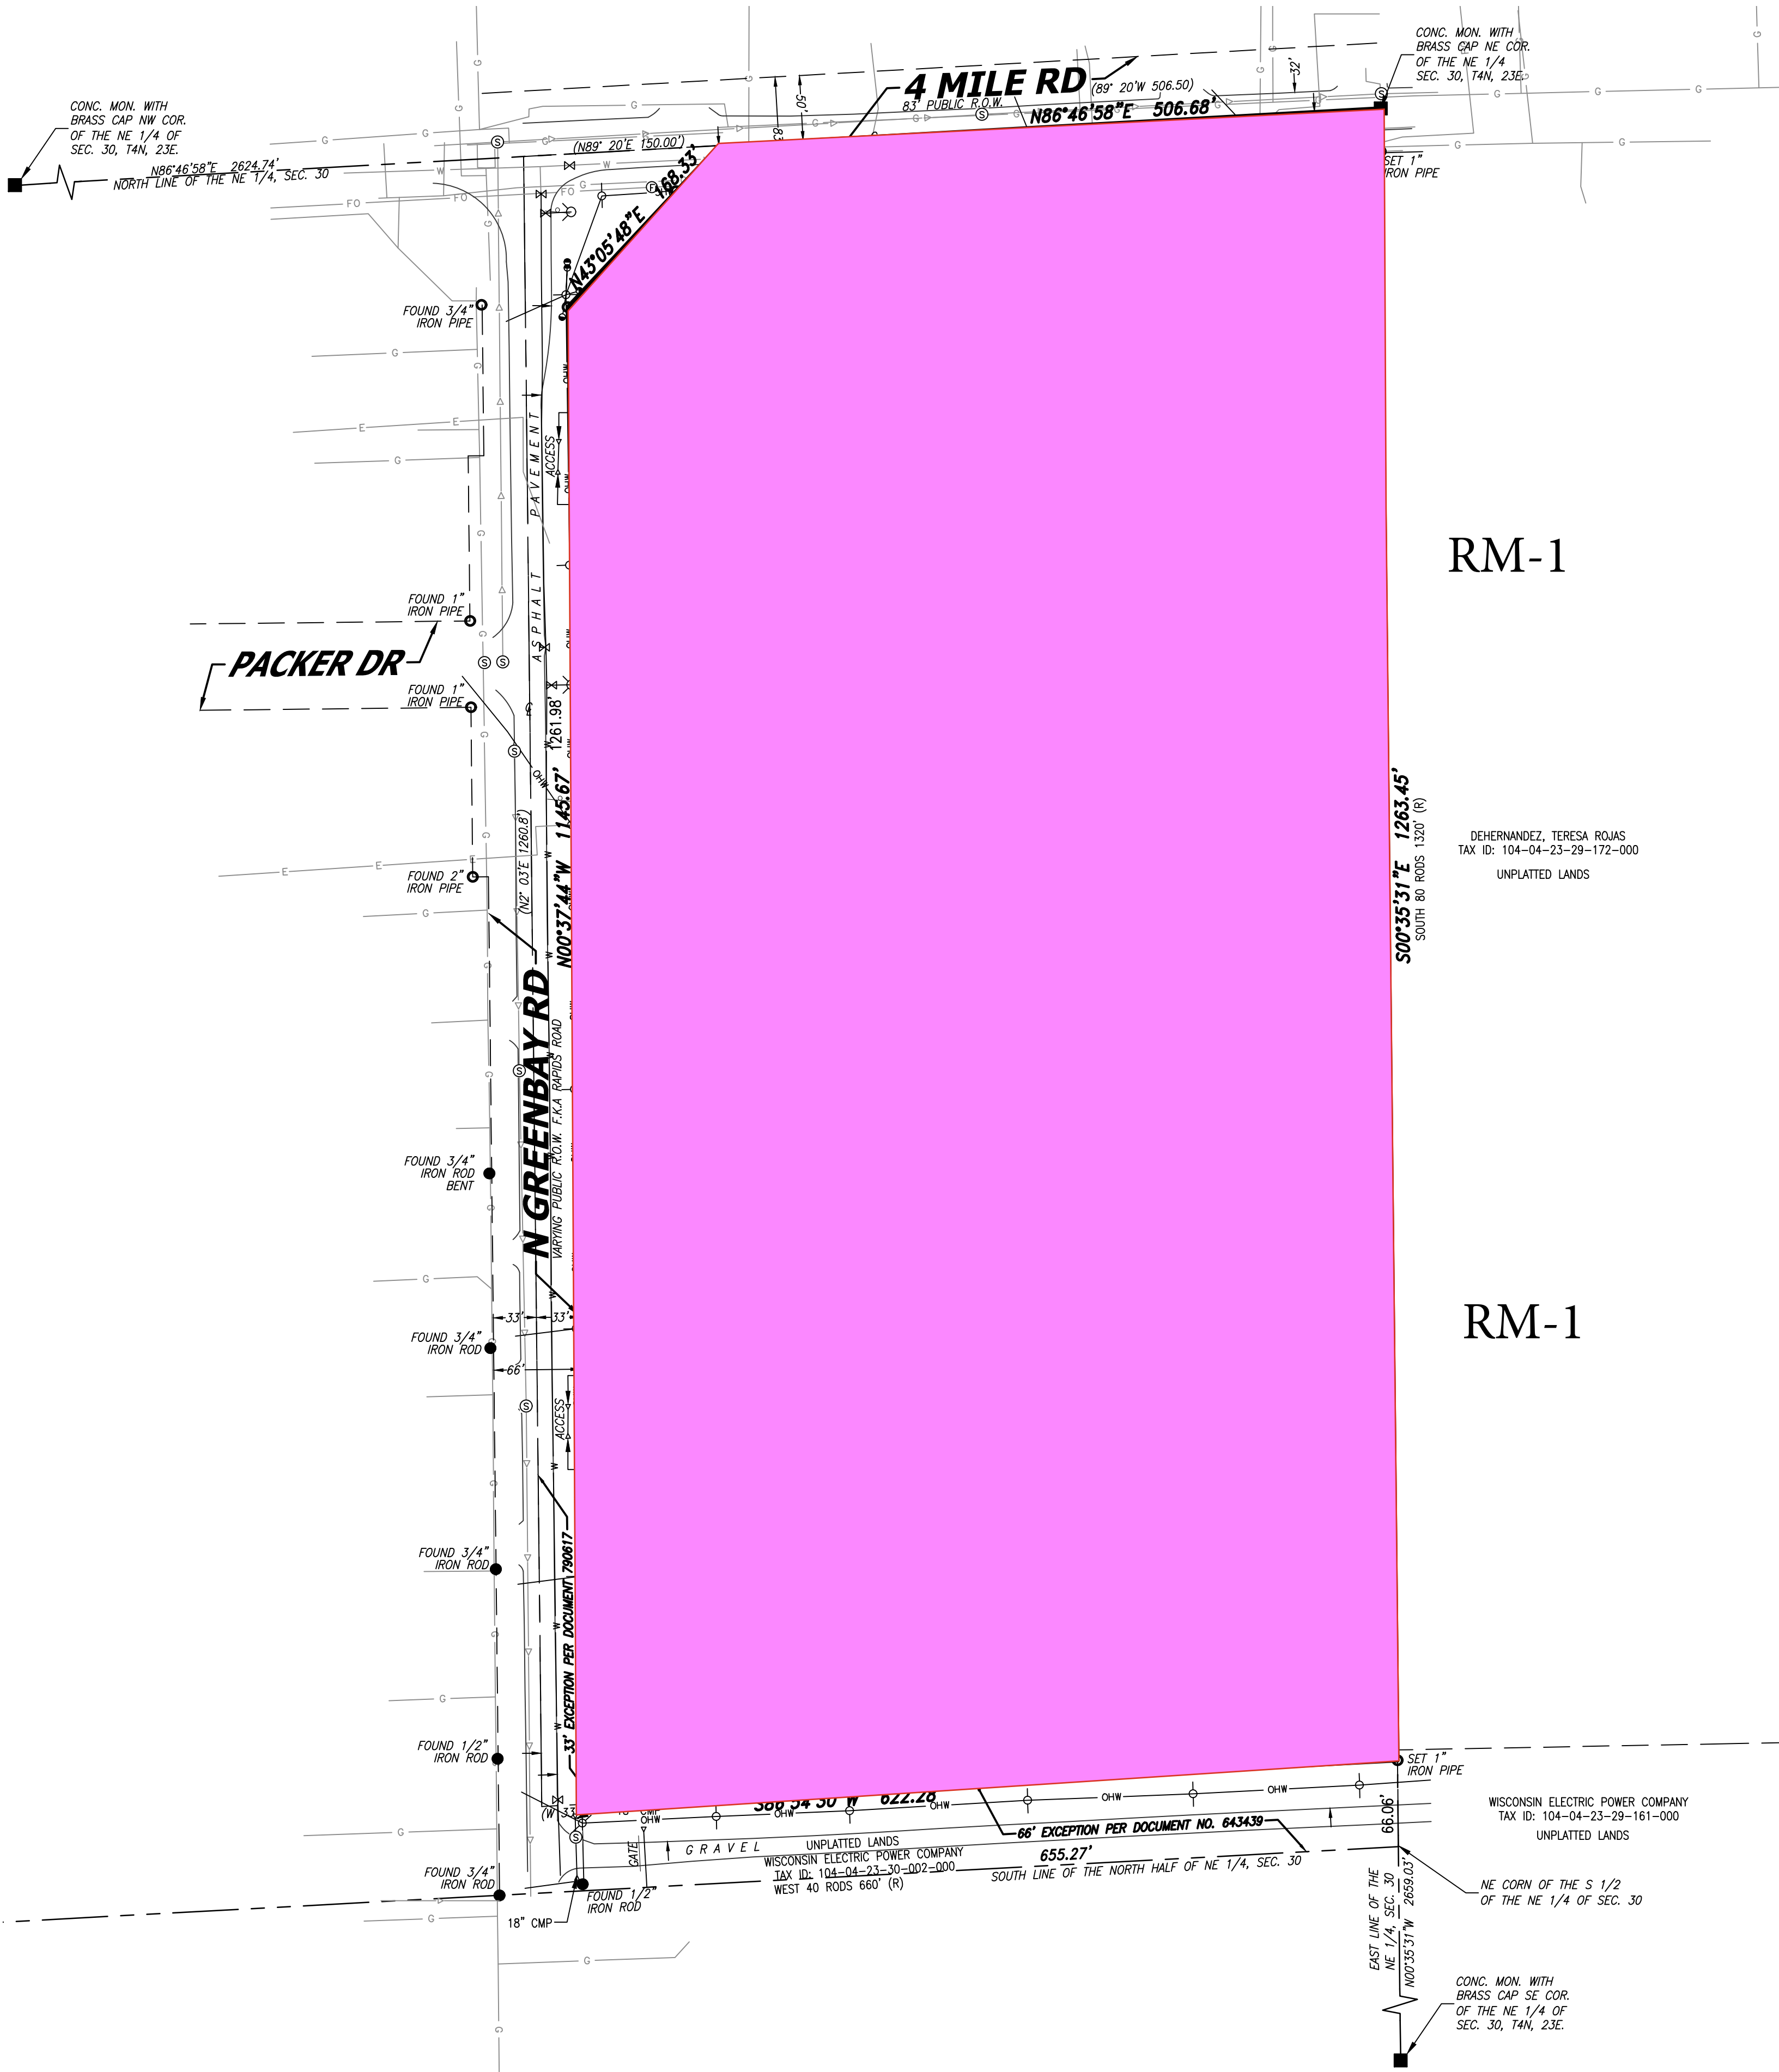 CONC. MON. WITH
BRASS CAP NE COR.
OF THE NE 1/4
SEC. 30, T4N, 23E.
4 MILE RD
(89° 20'W 506.50)
83' PUBLIC R.O.W.
N86°46'58"E 506.68'
32'
50'
83'
CONC. MON. WITH
BRASS CAP NW COR.
OF THE NE 1/4 OF
SEC. 30, T4N, 23E.
N86°46'58"E 2624.74'
NORTH LINE OF THE NE 1/4, SEC. 30
(N89° 20'E 150.00')
SET 1"
IRON PIPE
168.33'
N43°05'48"E
FOUND 3/4"
IRON PIPE
ASPHALT PAVEMENT
ACCESS
RM-1
FOUND 1"
IRON PIPE
PACKER DR
FOUND 1"
IRON PIPE
1261.98'
N00°37'44"W 1145.67'
(N2° 03'E 1260.8')
S00°35'31"E 1263.45'
SOUTH 80 RODS 1320' (R)
DEHERNANDEZ, TERESA ROJAS
TAX ID: 104-04-23-29-172-000
UNPLATTED LANDS
FOUND 2"
IRON PIPE
N GREENBAY RD
VARYING PUBLIC R.O.W. F.K.A RAPIDS ROAD
FOUND 3/4"
IRON ROD
BENT
33'
33'
RM-1
FOUND 3/4"
IRON ROD
66'
ACCESS
33' EXCEPTION PER DOCUMENT 790617
FOUND 3/4"
IRON ROD
FOUND 1/2"
IRON ROD
SET 1"
IRON PIPE
622.28'
OHW
OHW
OHW
OHW
OHW
66' EXCEPTION PER DOCUMENT NO. 643439
66.06'
WISCONSIN ELECTRIC POWER COMPANY
TAX ID: 104-04-23-29-161-000
UNPLATTED LANDS
GATE
GRAVEL
UNPLATTED LANDS
WISCONSIN ELECTRIC POWER COMPANY
TAX ID: 104-04-23-30-002-000
WEST 40 RODS 660' (R)
655.27'
SOUTH LINE OF THE NORTH HALF OF NE 1/4, SEC. 30
FOUND 3/4"
IRON ROD
FOUND 1/2"
IRON ROD
18" CMP
NE CORN OF THE S 1/2
OF THE NE 1/4 OF SEC. 30
EAST LINE OF THE
NE 1/4, SEC. 30
N00°35'31"W 2659.03'
CONC. MON. WITH
BRASS CAP SE COR.
OF THE NE 1/4 OF
SEC. 30, T4N, 23E.